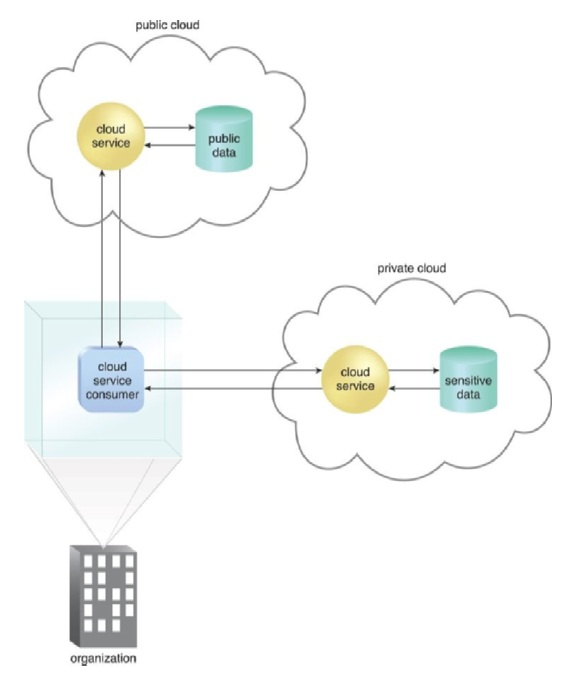 public cloud
cloud
service
public
data
private cloud
cloud
service
consumer
cloud
service
sensitive
data
organization